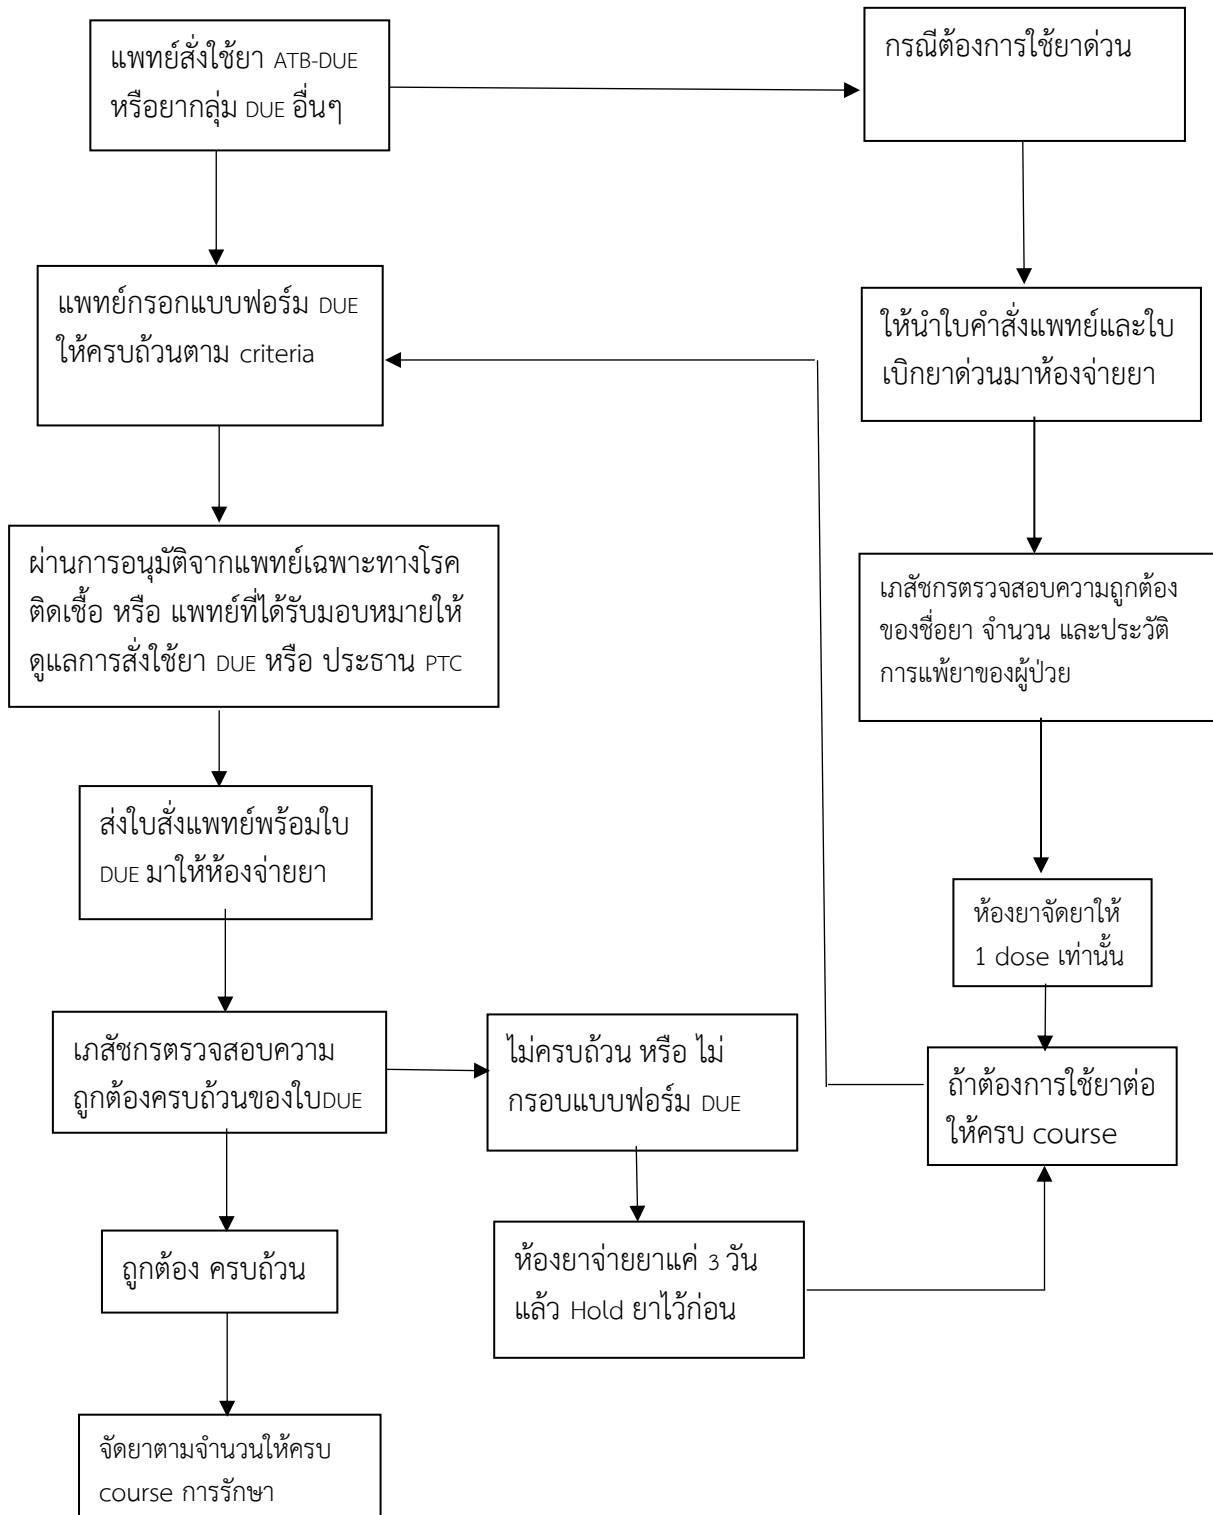 แพทย์สั่งใช้ยา ATB-DUE
หรือยากลุ่ม DUE อื่นๆ
กรณีต้องการใช้ยาด่วน
แพทย์กรอกแบบฟอร์ม DUE
ให้ครบถ้วนตาม criteria
ให้นำใบคำสั่งแพทย์และใบ
เบิกยาด่วนมาห้องจ่ายยา
ผ่านการอนุมัติจากแพทย์เฉพาะทางโรค
ติดเชื้อ หรือ แพทย์ที่ได้รับมอบหมายให้
ดูแลการสั่งใช้ยา DUE หรือ ประธาน PTC
เภสัชกรตรวจสอบความถูกต้อง
ของชื่อยา จำนวน และประวัติ
การแพ้ยาของผู้ป่วย
ส่งใบสั่งแพทย์พร้อมใบ
DUE มาให้ห้องจ่ายยา
ห้องยาจัดยาให้
1 dose เท่านั้น
เภสัชกรตรวจสอบความ
ถูกต้องครบถ้วนของใบDUE
ไม่ครบถ้วน หรือ ไม่
กรอบแบบฟอร์ม DUE
ถ้าต้องการใช้ยาต่อ
ให้ครบ course
ถูกต้อง ครบถ้วน
ห้องยาจ่ายยาแค่ 3 วัน
แล้ว Hold ยาไว้ก่อน
จัดยาตามจำนวนให้ครบ
course การรักษา